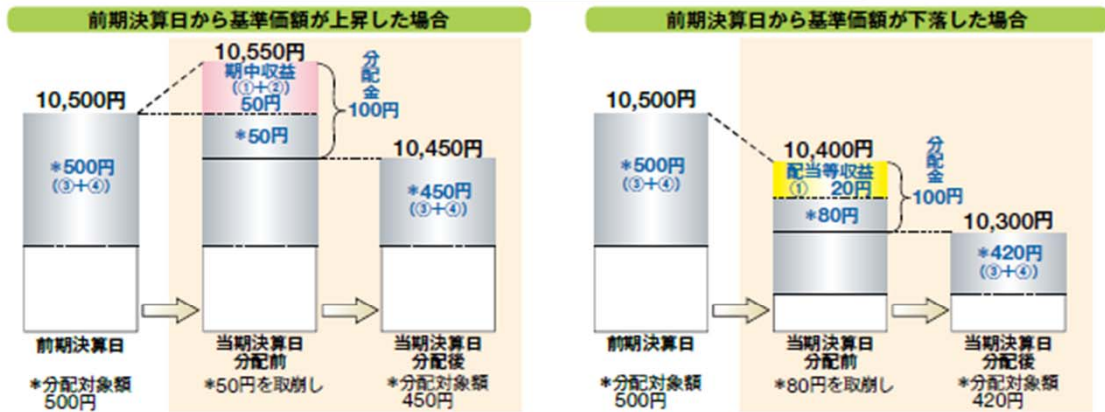 前期決算日から基準価額が上昇した場合
10,500円
*500円
(③+④)
10,550円
期中収益
(①+②)
50円
*50円
分配金
100円
10,450円
*450円
(③+④)
前期決算日
当期決算日
分配前
当期決算日
分配後
*分配対象額
500円
*50円を取崩し
*分配対象額
450円
前期決算日から基準価額が下落した場合
10,500円
*500円
(③+④)
10,400円
配当等収益
① 20円
*80円
分配金
100円
10,300円
*420円
(③+④)
前期決算日
当期決算日
分配前
当期決算日
分配後
*分配対象額
500円
*80円を取崩し
*分配対象額
420円